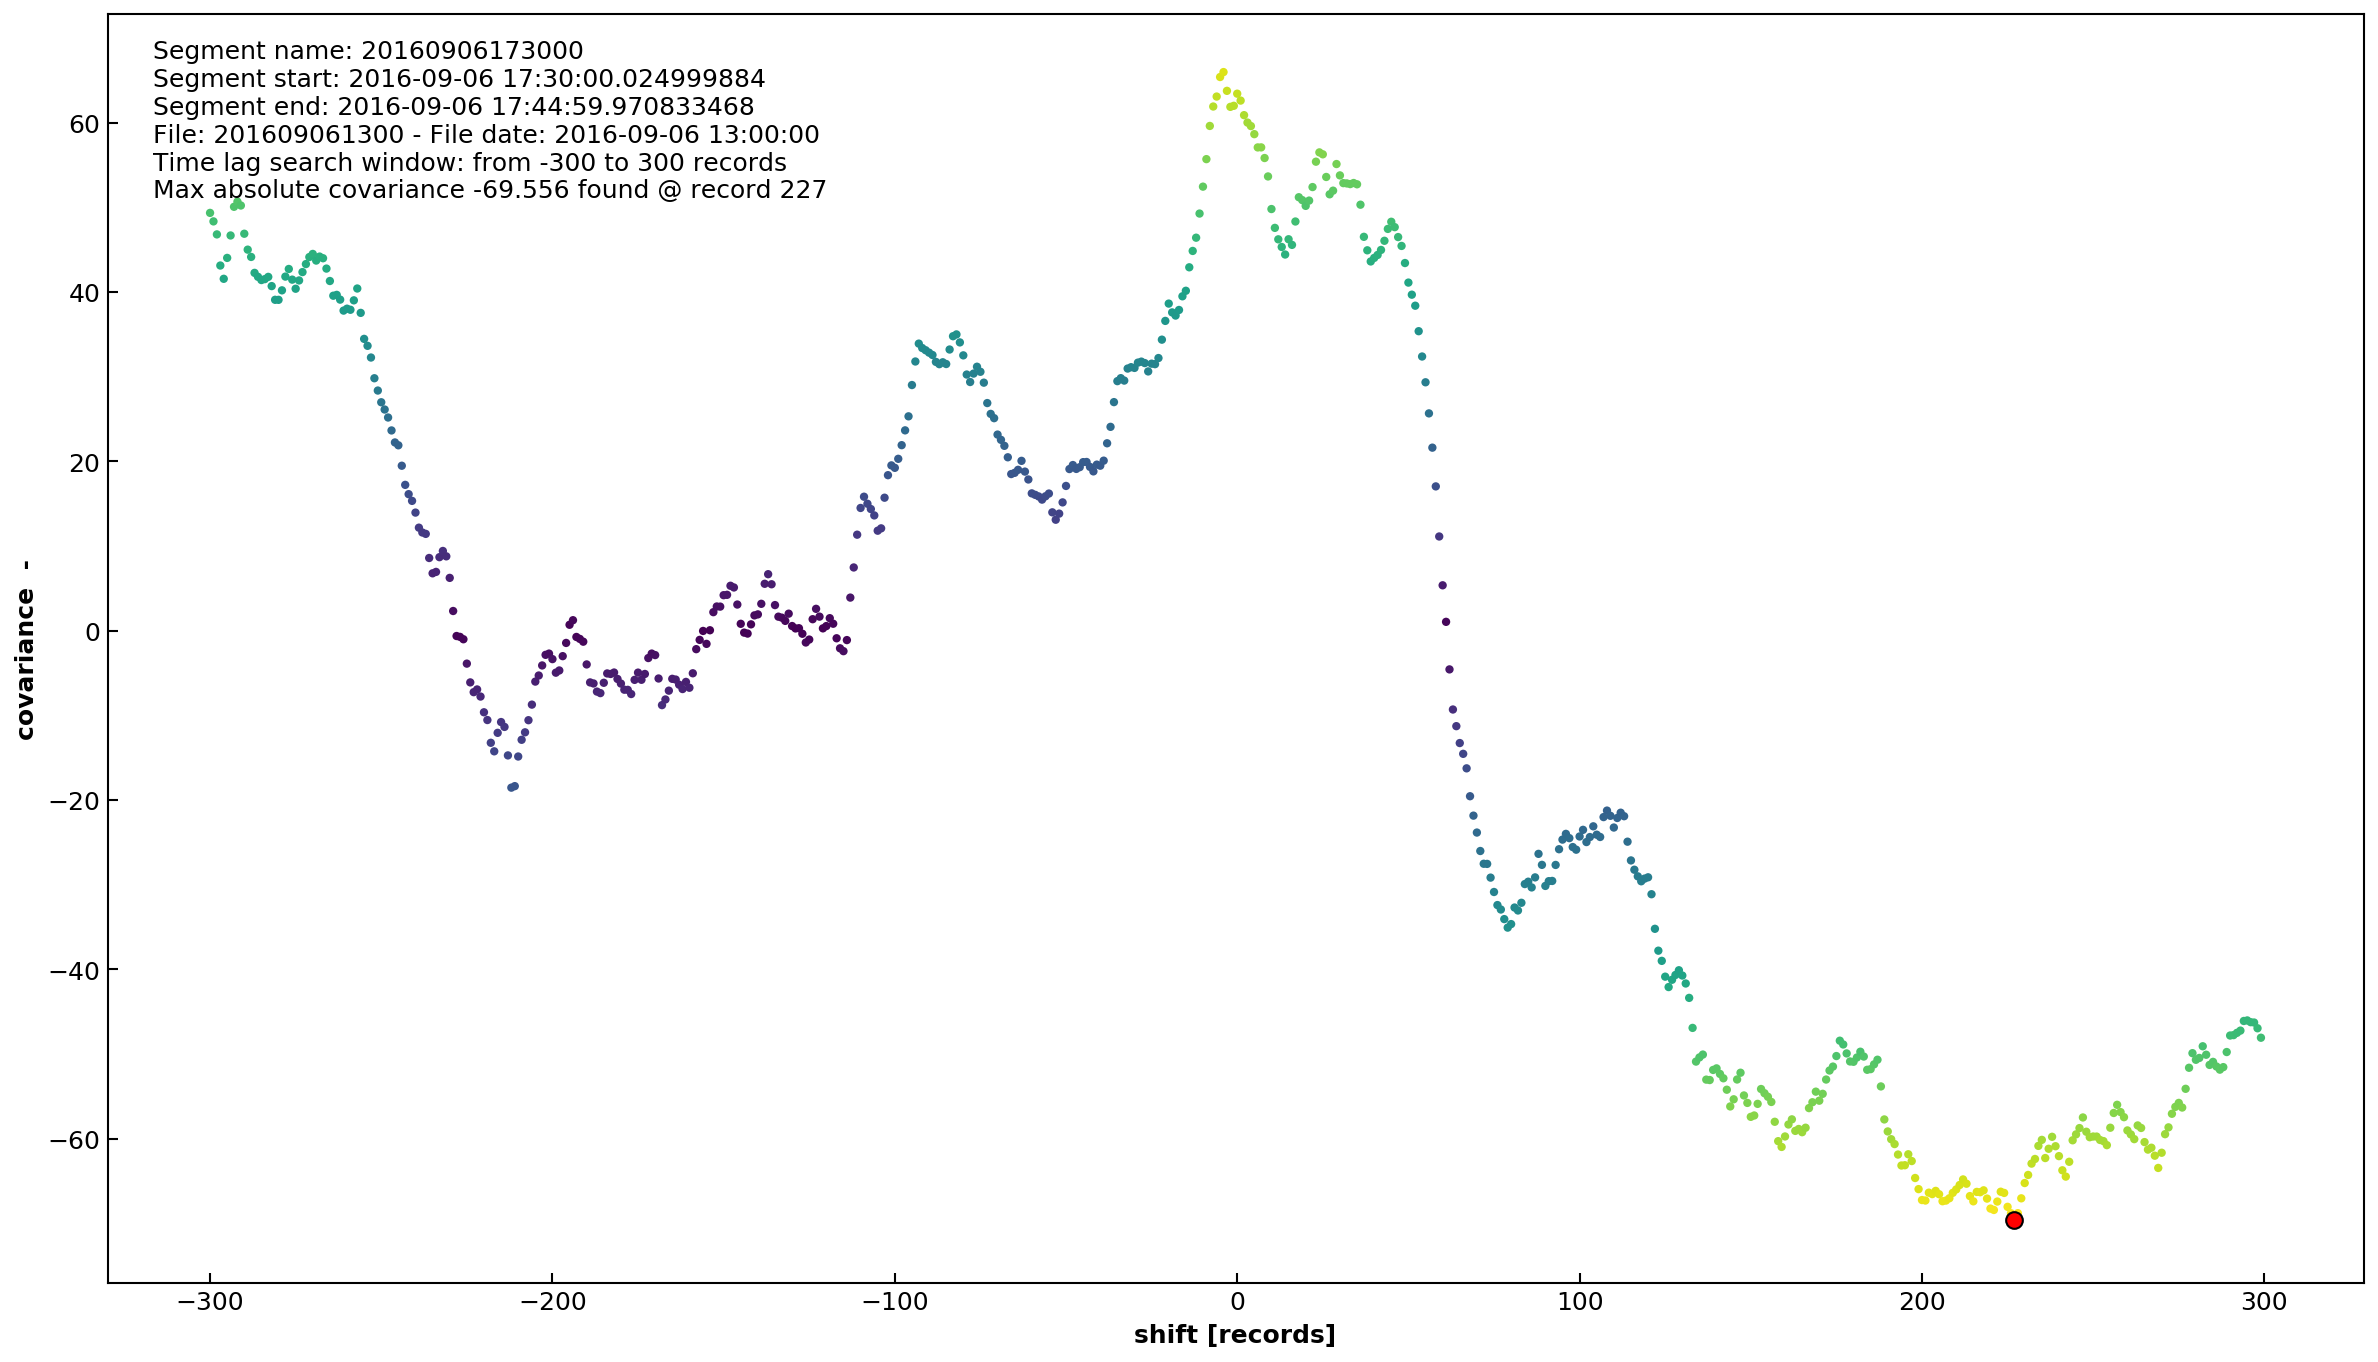 Segment name: 20160906173000
Segment start: 2016-09-06 17:30:00.024999884
Segment end: 2016-09-06 17:44:59.970833468
File: 201609061300 - File date: 2016-09-06 13:00:00
Time lag search window: from -300 to 300 records
Max absolute covariance -69.556 found @ record 227
60
40
20
0
−20
−40
−60
covariance -
−300
−200
−100
0
100
200
300
shift [records]